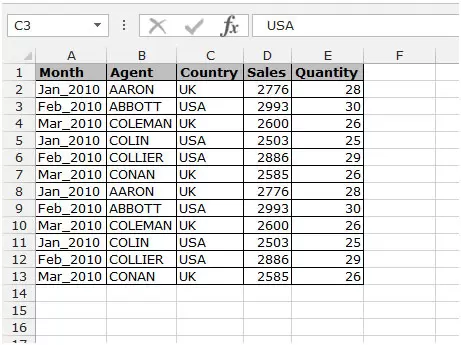 C3 fx USA
A B C D E F
1 Month Agent Country Sales Quantity
2 Jan_2010 AARON UK 2776 28
3 Feb_2010 ABBOTT USA 2993 30
4 Mar_2010 COLEMAN UK 2600 26
5 Jan_2010 COLIN USA 2503 25
6 Feb_2010 COLLIER USA 2886 29
7 Mar_2010 CONAN UK 2585 26
8 Jan_2010 AARON UK 2776 28
9 Feb_2010 ABBOTT USA 2993 30
10 Mar_2010 COLEMAN UK 2600 26
11 Jan_2010 COLIN USA 2503 25
12 Feb_2010 COLLIER USA 2886 29
13 Mar_2010 CONAN UK 2585 26
14
15
16
17